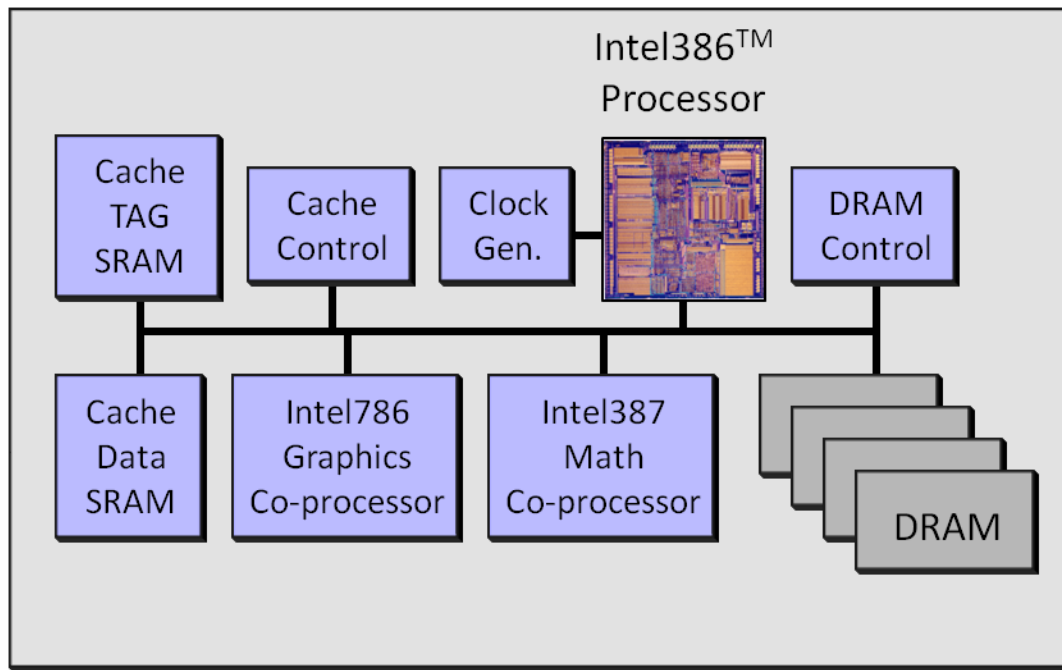 Intel386™
Processor
Cache
TAG
SRAM
Cache
Control
Clock
Gen.
DRAM
Control
Cache
Data
SRAM
Intel786
Graphics
Co-processor
Intel387
Math
Co-processor
DRAM